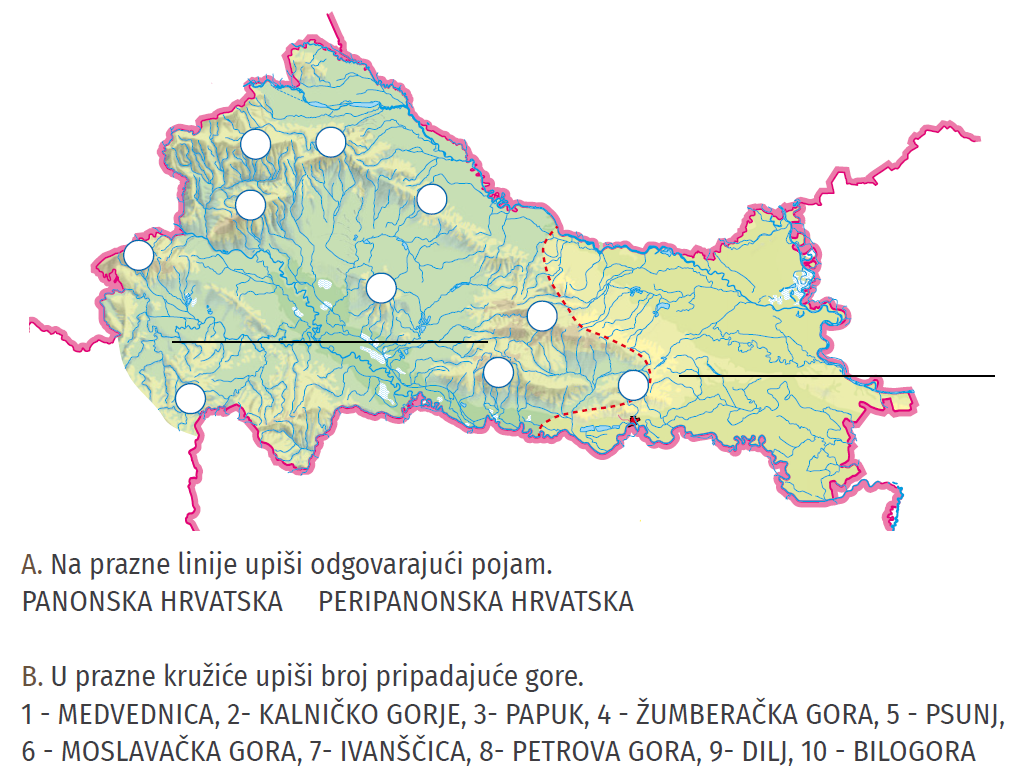 A. Na prazne linije upiši odgovarajući pojam.
PANONSKA HRVATSKA PERIPANONSKA HRVATSKA
B. U prazne kružiće upiši broj pripadajuće gore.
1 - MEDVEDNICA, 2- KALNIČKO GORJE, 3- PAPUK, 4 - ŽUMBERAČKA GORA, 5 - PSUNJ,
6 - MOSLAVAČKA GORA, 7- IVANŠČICA, 8- PETROVA GORA, 9- DILJ, 10 - BILOGORA